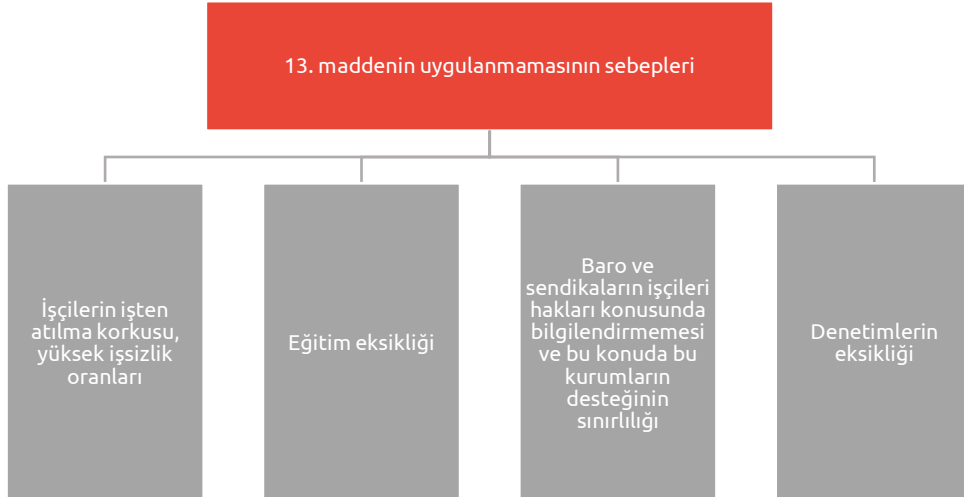 13. maddenin uygulanmamasının sebepleri
İşçilerin işten
atılma korkusu,
yüksek işsizlik
oranları
Eğitim eksikliği
Baro ve
sendikaların işçileri
hakları konusunda
bilgilendirmemesi
ve bu konuda bu
kurumların
desteğinin
sınırlılığı
Denetimlerin
eksikliği